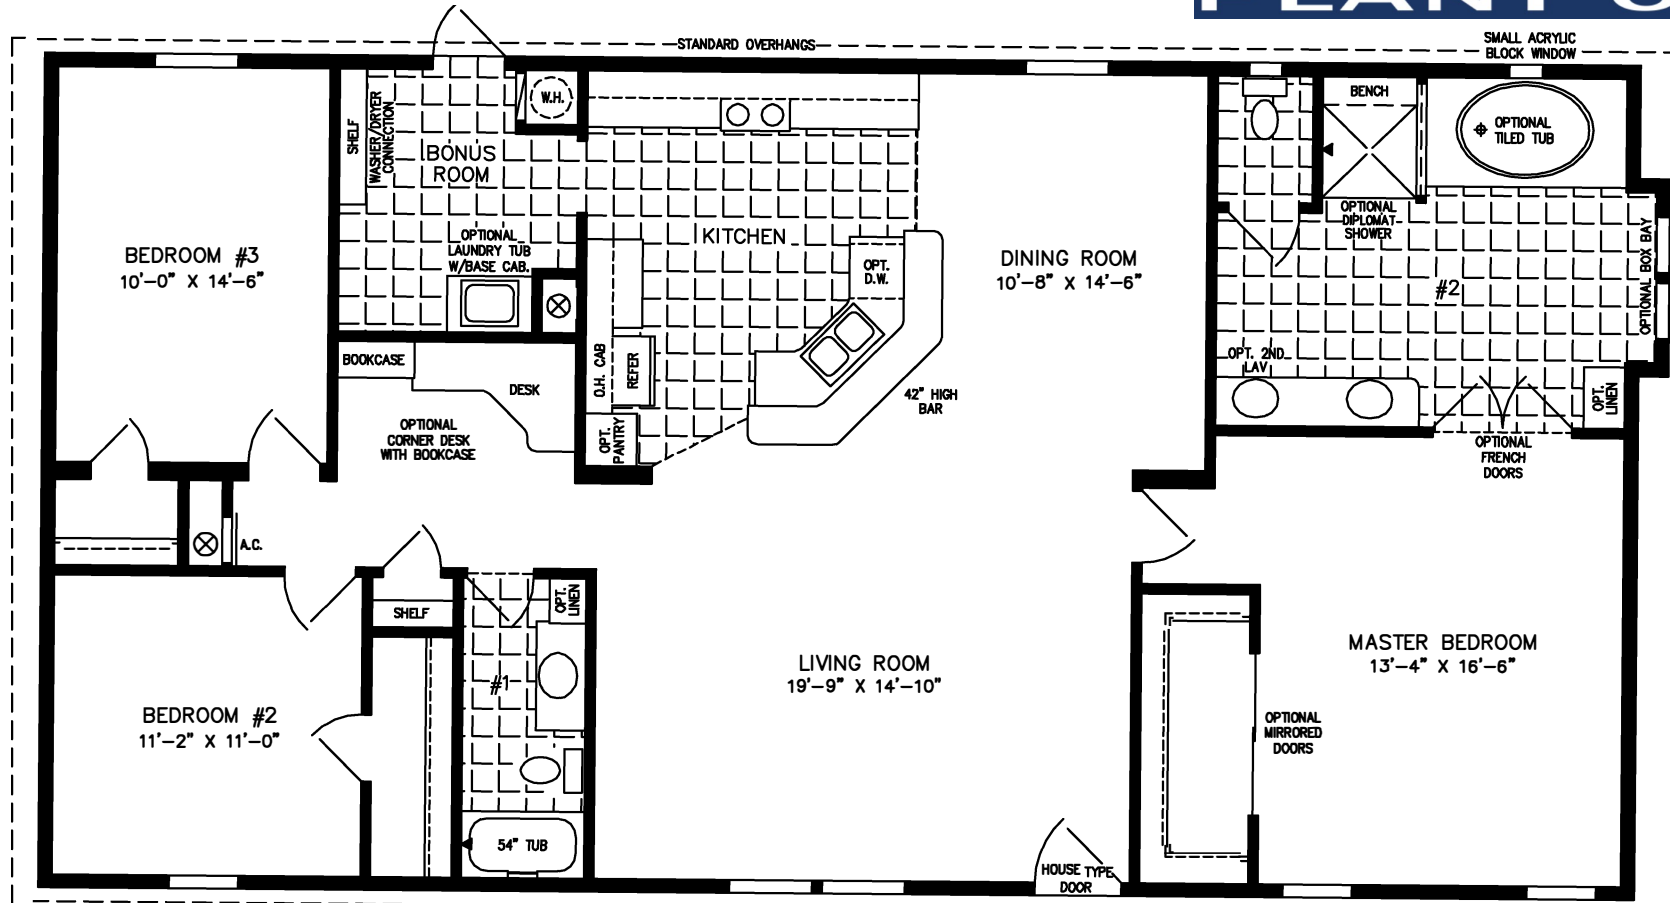 STANDARD OVERHANGS
SMALL ACRYLIC
BLOCK WINDOW
BEDROOM #3
10'-0" X 14'-6"
SHELF
WASHER/DRYER
CONNECTION
BONUS
ROOM
W.H.
OPTIONAL
LAUNDRY TUB
W/BASE CAB.
KITCHEN
OPT.
D.W.
DINING ROOM
10'-8" X 14'-6"
BENCH
OPTIONAL
TILED TUB
OPTIONAL
DIPLOMAT
SHOWER
#2
OPTIONAL BOX BAY
OPT. 2ND
LAV
OPT.
LINEN
OPTIONAL
FRENCH
DOORS
BOOKCASE
DESK
OPTIONAL
CORNER DESK
WITH BOOKCASE
O.H. CAB
REFER
OPT.
PANTRY
42" HIGH
BAR
A.C.
SHELF
OPT.
LINEN
#1
54" TUB
BEDROOM #2
11'-2" X 11'-0"
LIVING ROOM
19'-9" X 14'-10"
HOUSE TYPE
DOOR
MASTER BEDROOM
13'-4" X 16'-6"
OPTIONAL
MIRRORED
DOORS